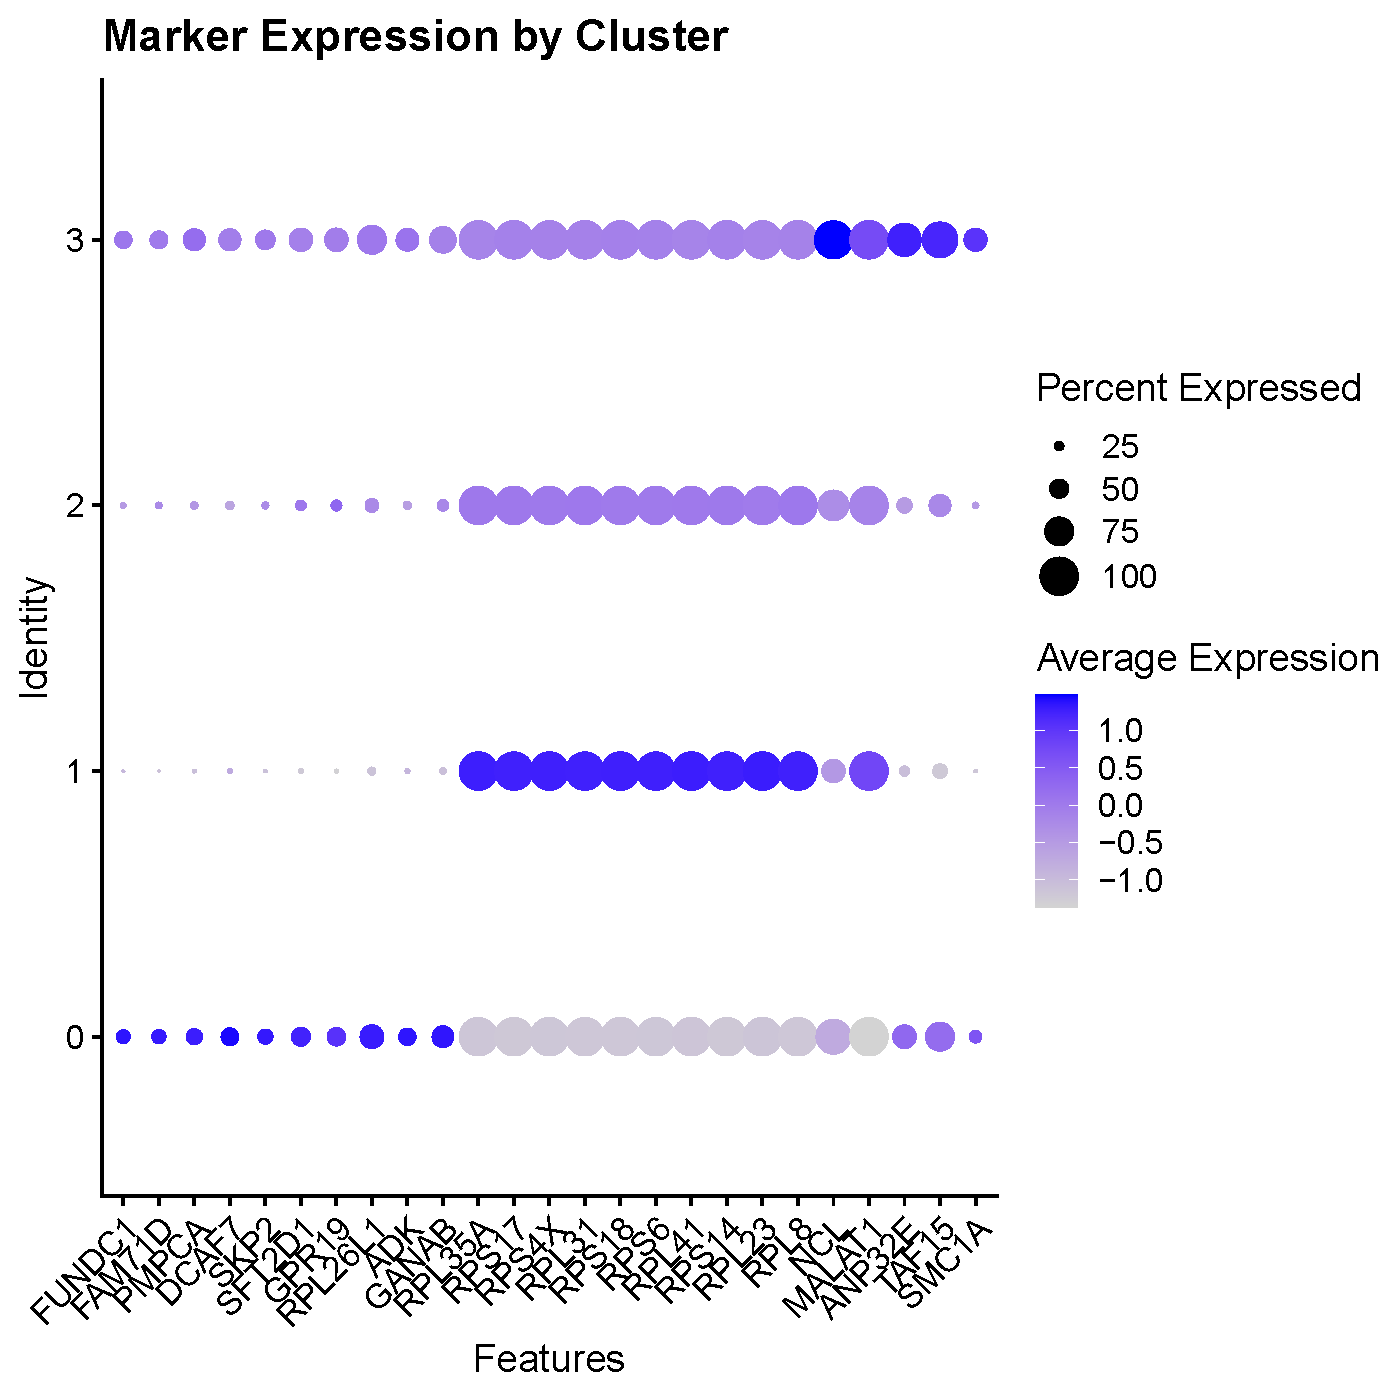 Marker Expression by Cluster
3
2
1
0
Identity
FUNDC1
FAM71D
PMPCA
DCAF7
SKP2
SFT2D1
GPR19
RPL26L1
ADK
GANAB
RPL35A
RPS17
RPS4X
RPL31
RPS18
RPS6
RPL41
RPS14
RPL23
RPL8
NCL
MALAT1
ANP32E
TAF15
SMC1A
Features
Percent Expressed
25
50
75
100
Average Expression
1.0
0.5
0.0
−0.5
−1.0